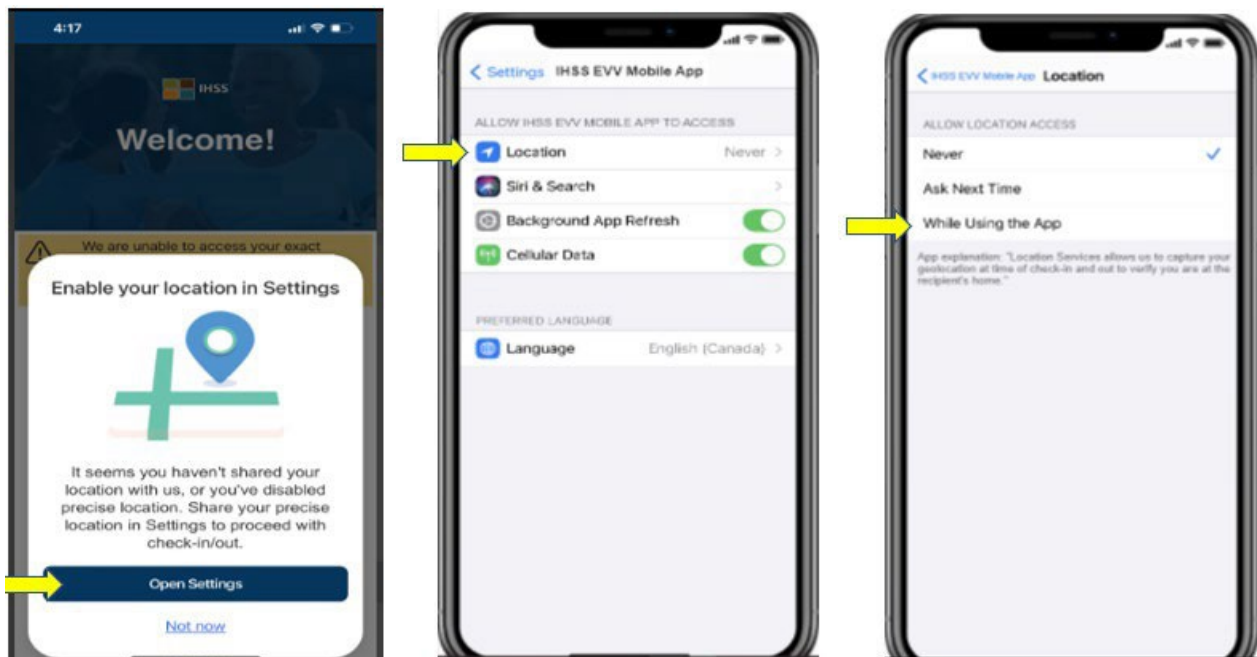 4:17
IHSS
Welcome!
We are unable to access your exact
Enable your location in Settings
It seems you haven't shared your
location with us, or you've disabled
precise location. Share your precise
location in Settings to proceed with
check-in/out.
Open Settings
Not now
Settings IHSS EVV Mobile App
ALLOW IHSS EVV MOBILE APP TO ACCESS
Location Never
Siri & Search
Background App Refresh
Cellular Data
PREFERRED LANGUAGE
Language English (Canada)
IHSS EVV Mobile App Location
ALLOW LOCATION ACCESS
Never
Ask Next Time
While Using the App
App explanation: "Location Services allows us to capture your
geolocation at time of check-in and out to verify you are at the
recipient's home."